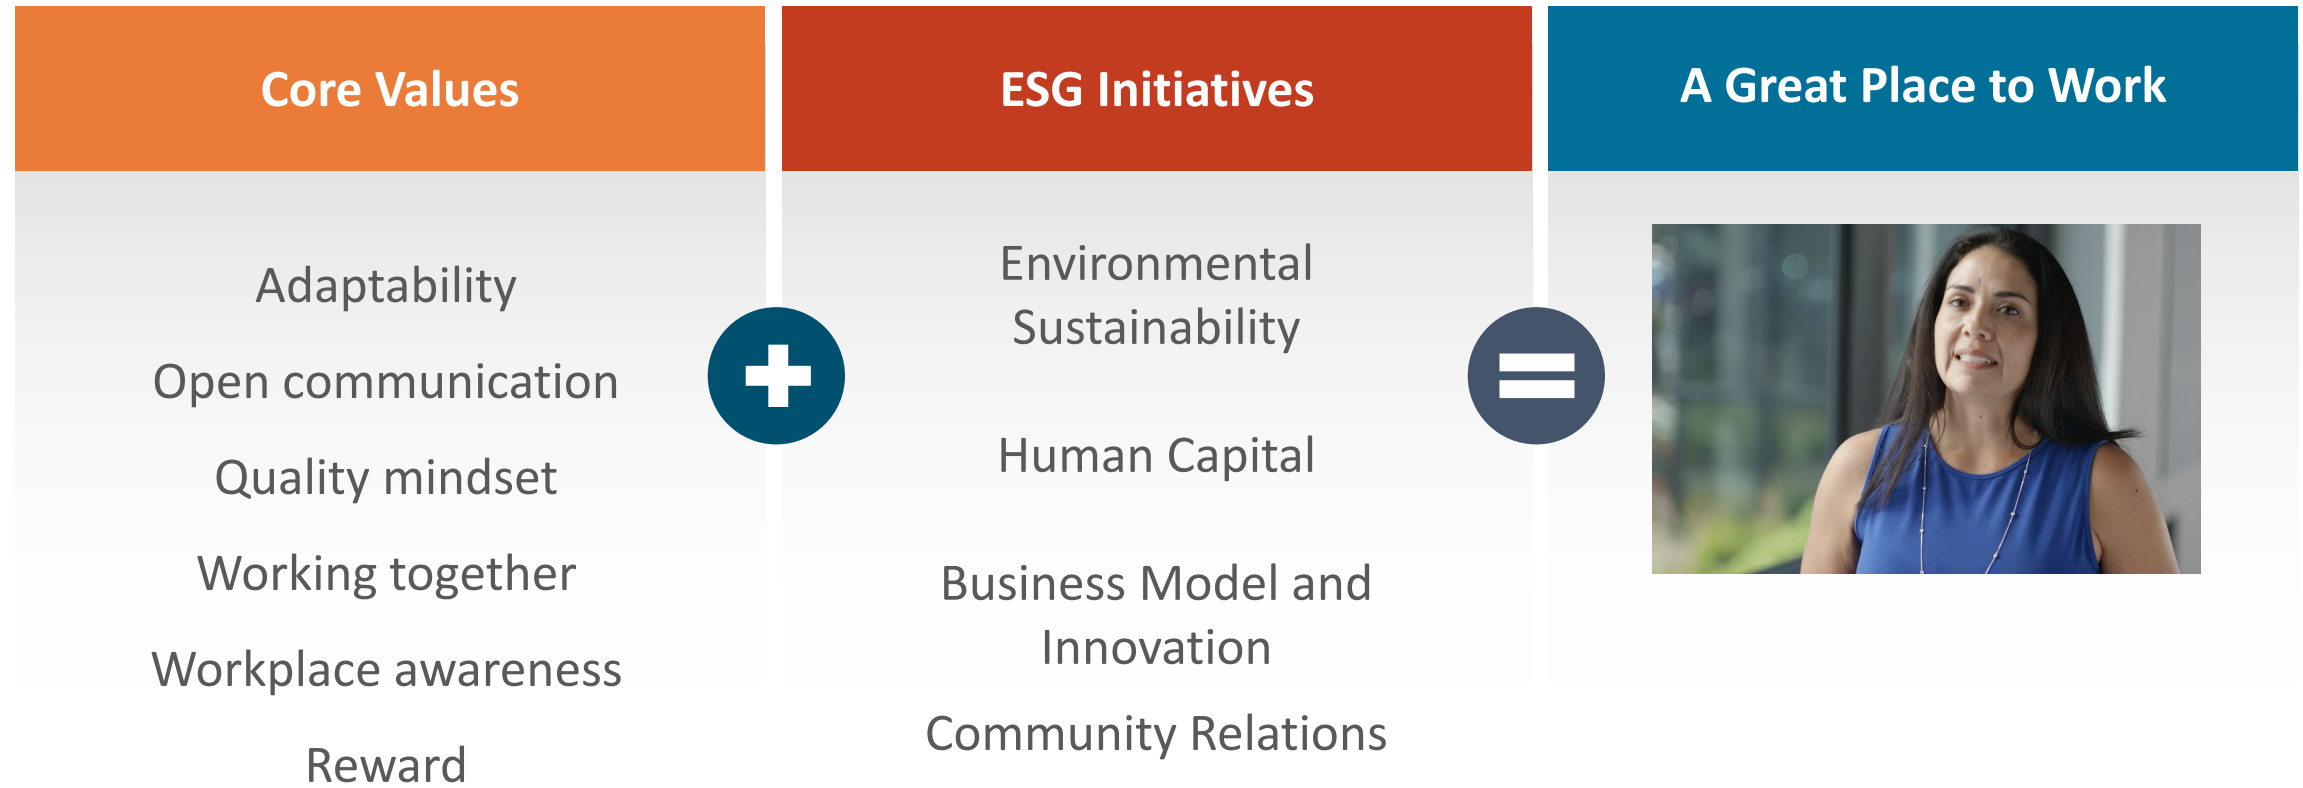 Core Values
Adaptability
Open communication
Quality mindset
Working together
Workplace awareness
Reward
ESG Initiatives
Environmental
Sustainability
Human Capital
Business Model and
Innovation
Community Relations
A Great Place to Work